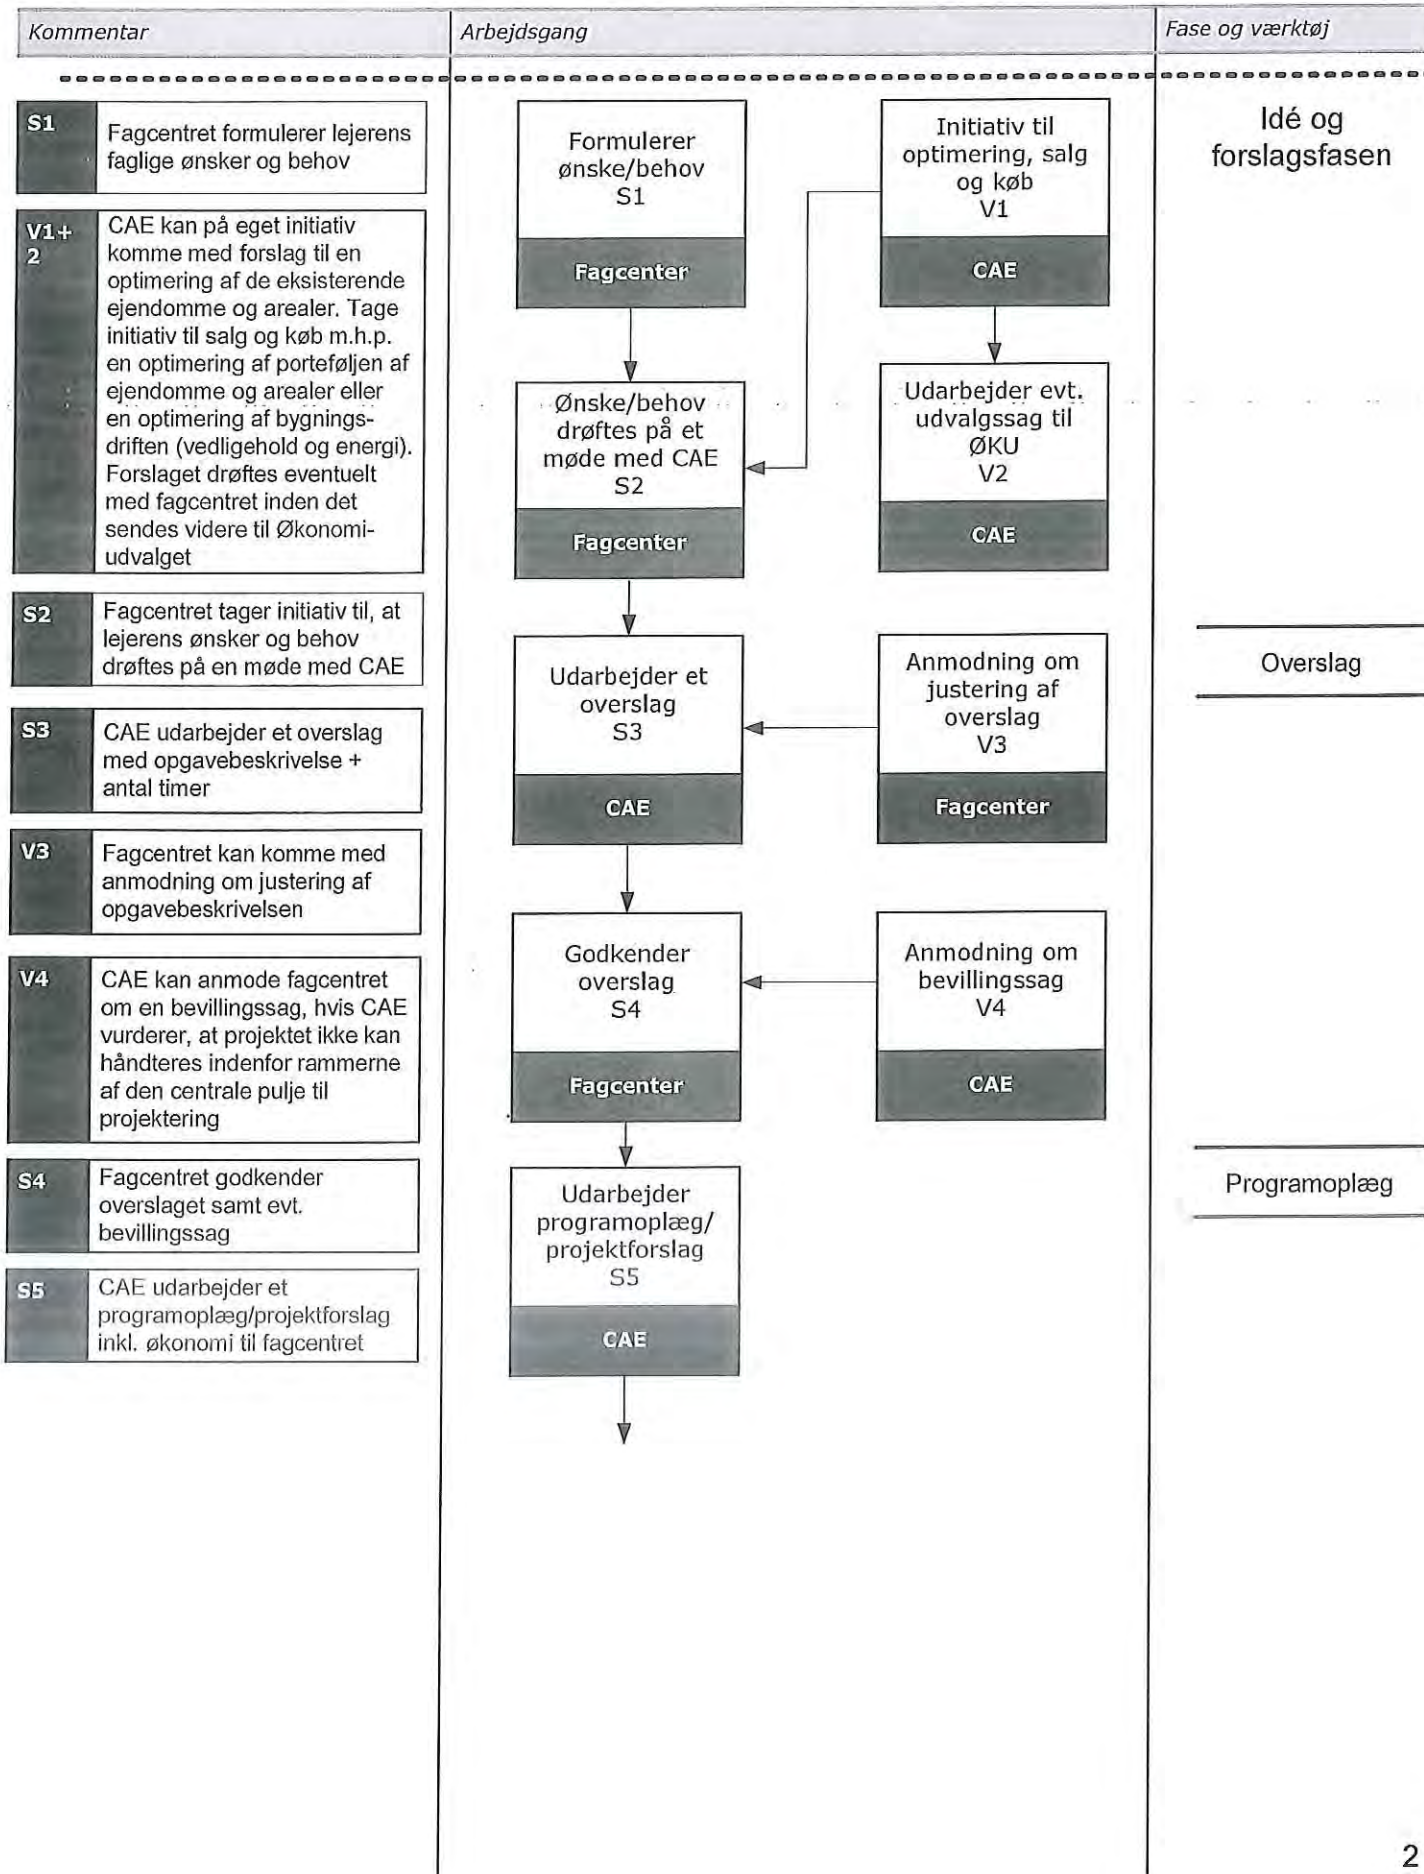 Kommentar
Arbejdsgang
Fase og værktøj
S1
Fagcentret formulerer lejerens
faglige ønsker og behov
V1+
2
CAE kan på eget initiativ
komme med forslag til en
optimering af de eksisterende
ejendomme og arealer. Tage
initiativ til salg og køb m.h.p.
en optimering af porteføljen af
ejendomme og arealer eller
en optimering af bygnings-
driften (vedligehold og energi).
Forslaget drøftes eventuelt
med fagcentret inden det
sendes videre til Økonomi-
udvalget
S2
Fagcentret tager initiativ til, at
lejerens ønsker og behov
drøftes på en møde med CAE
S3
CAE udarbejder et overslag
med opgavebeskrivelse +
antal timer
V3
Fagcentret kan komme med
anmodning om justering af
opgavebeskrivelsen
V4
CAE kan anmode fagcentret
om en bevillingssag, hvis CAE
vurderer, at projektet ikke kan
håndteres indenfor rammerne
af den centrale pulje til
projektering
S4
Fagcentret godkender
overslaget samt evt.
bevillingssag
S5
CAE udarbejder et
programoplæg/projektforslag
inkl. økonomi til fagcentret
Formulerer
ønske/behov
S1
Fagcenter
Initiativ til
optimering, salg
og køb
V1
CAE
Ønske/behov
drøftes på et
møde med CAE
S2
Fagcenter
Udarbejder evt.
udvalgssag til
ØKU
V2
CAE
Udarbejder et
overslag
S3
CAE
Anmodning om
justering af
overslag
V3
Fagcenter
Godkender
overslag
S4
Fagcenter
Anmodning om
bevillingssag
V4
CAE
Udarbejder
programoplæg/
projektforslag
S5
CAE
Idé og
forslagsfasen
Overslag
Programoplæg
2